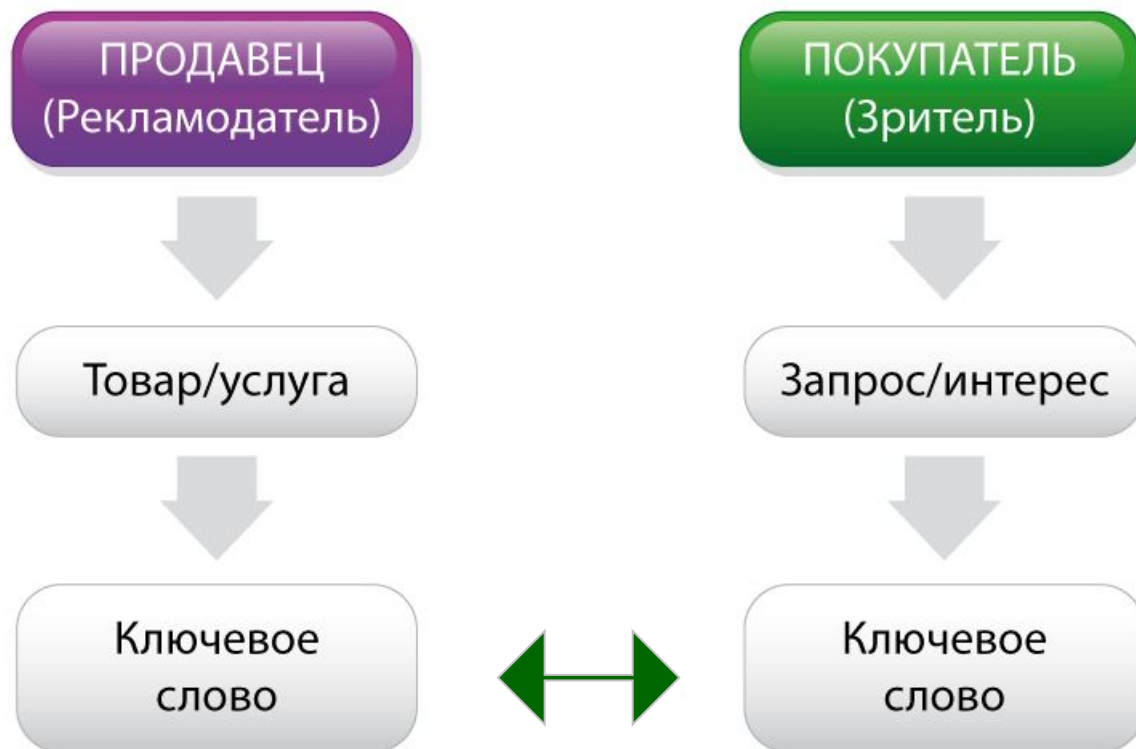 ПРОДАВЕЦ
(Рекламодатель)
ПОКУПАТЕЛЬ
(Зритель)
Товар/услуга
Запрос/интерес
Ключевое
слово
Ключевое
слово